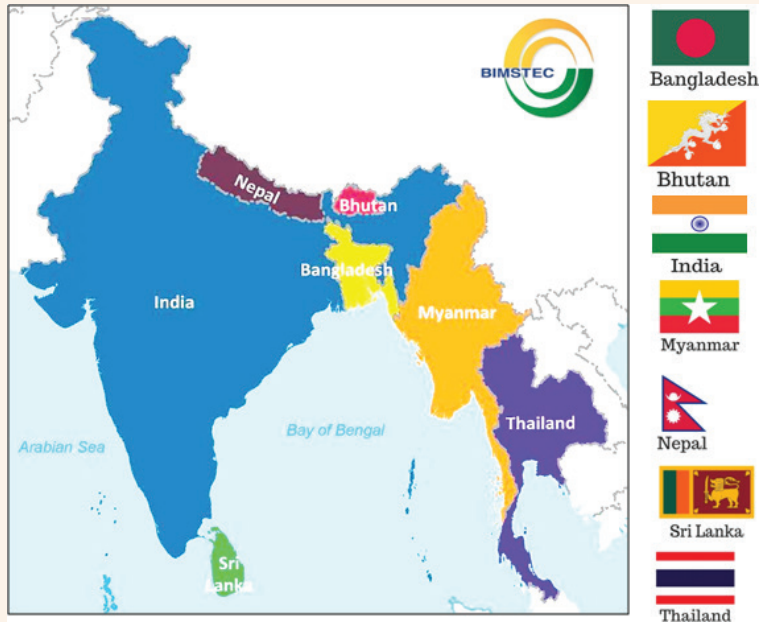 BIMSTEC
Nepal
Bhutan
Bangladesh
India
Myanmar
Thailand
Arabian Sea
Bay of Bengal
Sri
Lanka
Bangladesh
Bhutan
India
Myanmar
Nepal
Sri Lanka
Thailand